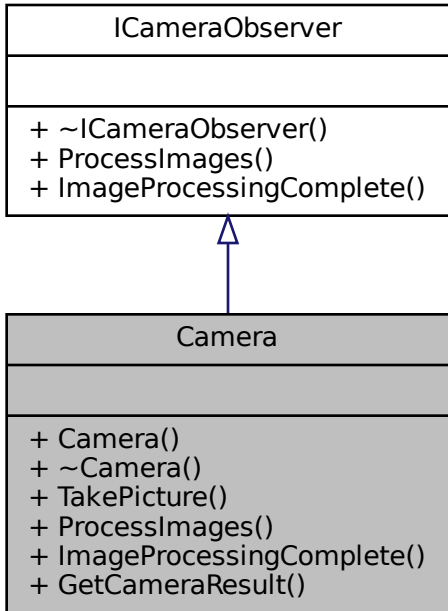 ICameraObserver
+ ~ICameraObserver()
+ ProcessImages()
+ ImageProcessingComplete()
Camera
+ Camera()
+ ~Camera()
+ TakePicture()
+ ProcessImages()
+ ImageProcessingComplete()
+ GetCameraResult()